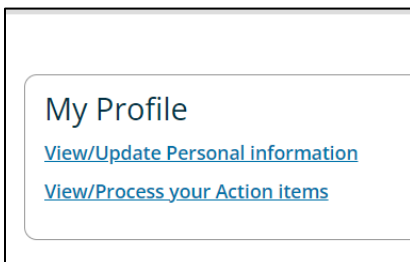 My Profile
View/Update Personal information
View/Process your Action items